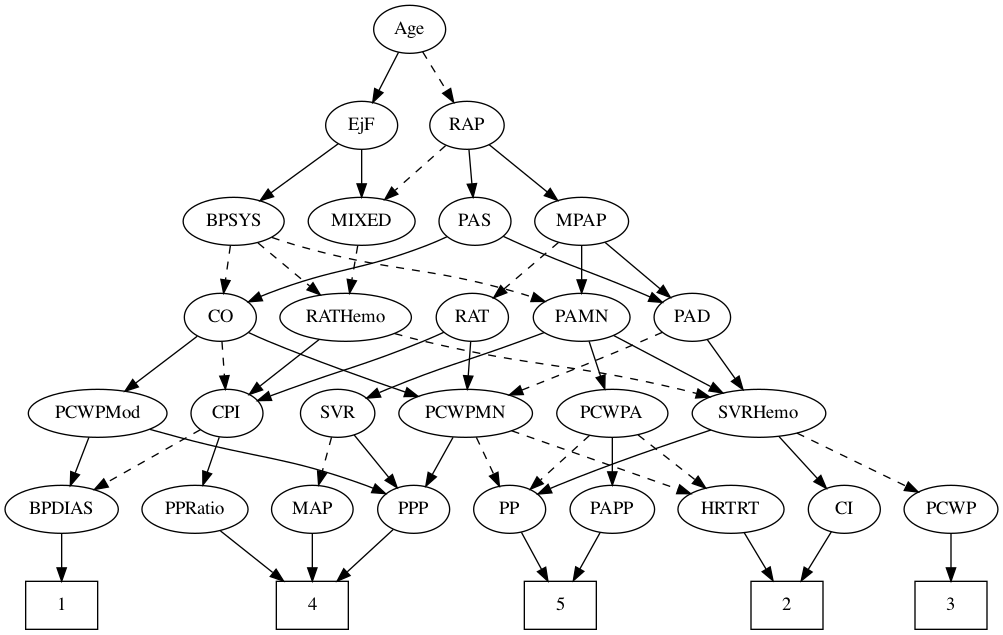 Age
EjF RAP
BPSYS MIXED PAS MPAP
CO RATHemo RAT PAMN PAD
PCWPMod CPI SVR PCWPMN PCWPA SVRHemo
BPDIAS PPRatio MAP PPP PP PAPP HRTRT CI PCWP
1 4 5 2 3